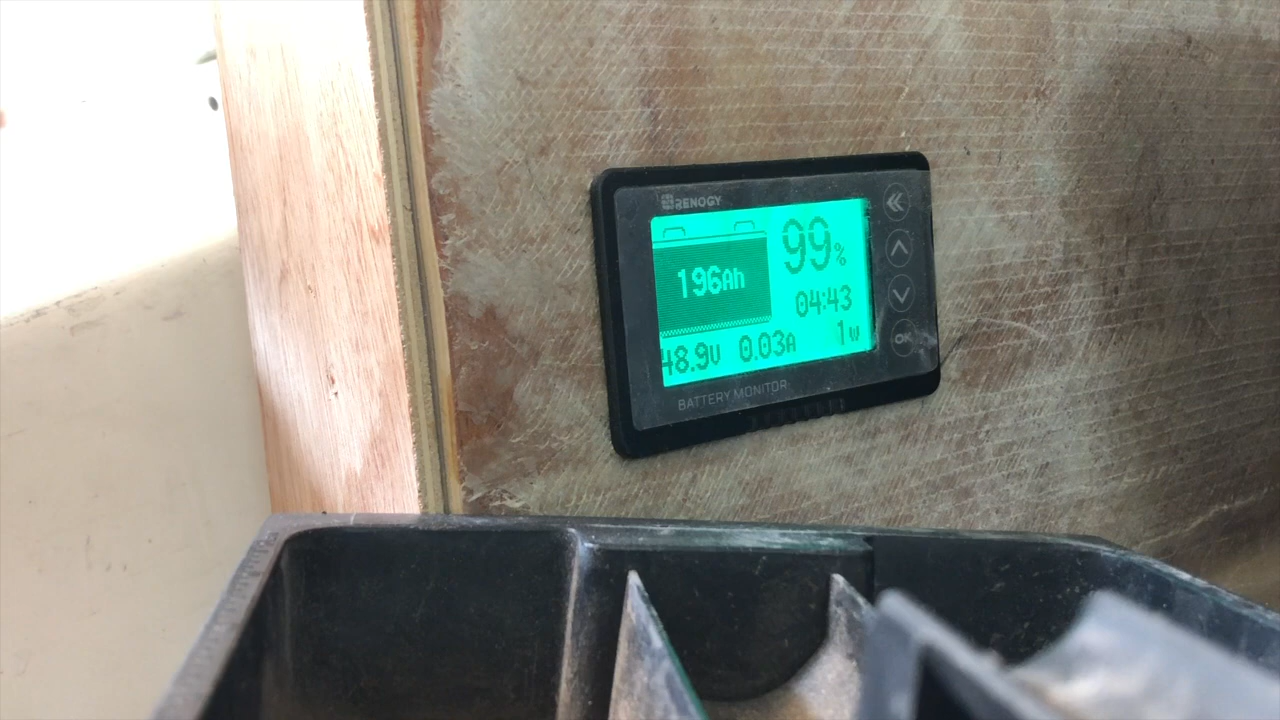 RENOGY
99%
196Ah
04:43
48.9V 0.03A 1w
OK
BATTERY MONITOR